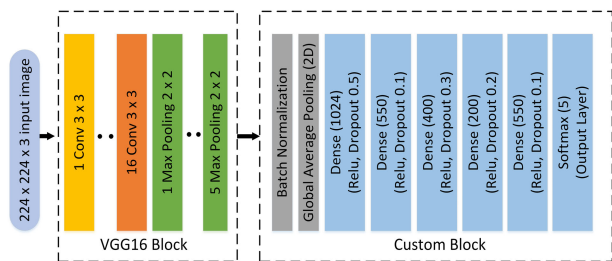 224 x 224 x 3 input image
1 Conv 3 x 3
16 Conv 3 x 3
1 Max Pooling 2 x 2
5 Max Pooling 2 x 2
VGG16 Block
Batch Normalization
Global Average Pooling (2D)
Dense (1024)
(Relu, Dropout 0.5)
Dense (550)
(Relu, Dropout 0.1)
Dense (400)
(Relu, Dropout 0.3)
Dense (200)
(Relu, Dropout 0.2)
Dense (550)
(Relu, Dropout 0.1)
Softmax (5)
(Output Layer)
Custom Block